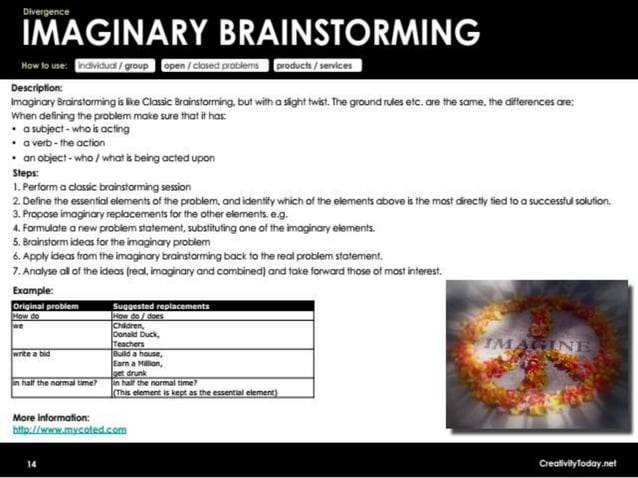 Divergence
IMAGINARY BRAINSTORMING
How to use: individual / group open / closed problems products / services
Description:
Imaginary Brainstorming is like Classic Brainstorming, but with a slight twist. The ground rules etc. are the same, the differences are;
When defining the problem make sure that it has:
• a subject - who is acting
• a verb - the action
• an object - who / what is being acted upon
Steps:
1. Perform a classic brainstorming session
2. Define the essential elements of the problem, and identify which of the elements above is the most directly tied to a successful solution.
3. Propose imaginary replacements for the other elements. e.g.
4. Formulate a new problem statement, substituting one of the imaginary elements.
5. Brainstorm ideas for the imaginary problem
6. Apply ideas from the imaginary brainstorming back to the real problem statement.
7. Analyse all of the ideas (real, imaginary and combined) and take forward those of most interest.
Example:
Original problem Suggested replacements
How do How do / does
we Children,
Donald Duck,
Teachers
write a bid Build a house,
Earn a Million,
get drunk
in half the normal time? in half the normal time?
(This element is kept as the essential element)
IMAGINE
More information:
http://www.mycoted.com
14 CreativityToday.net